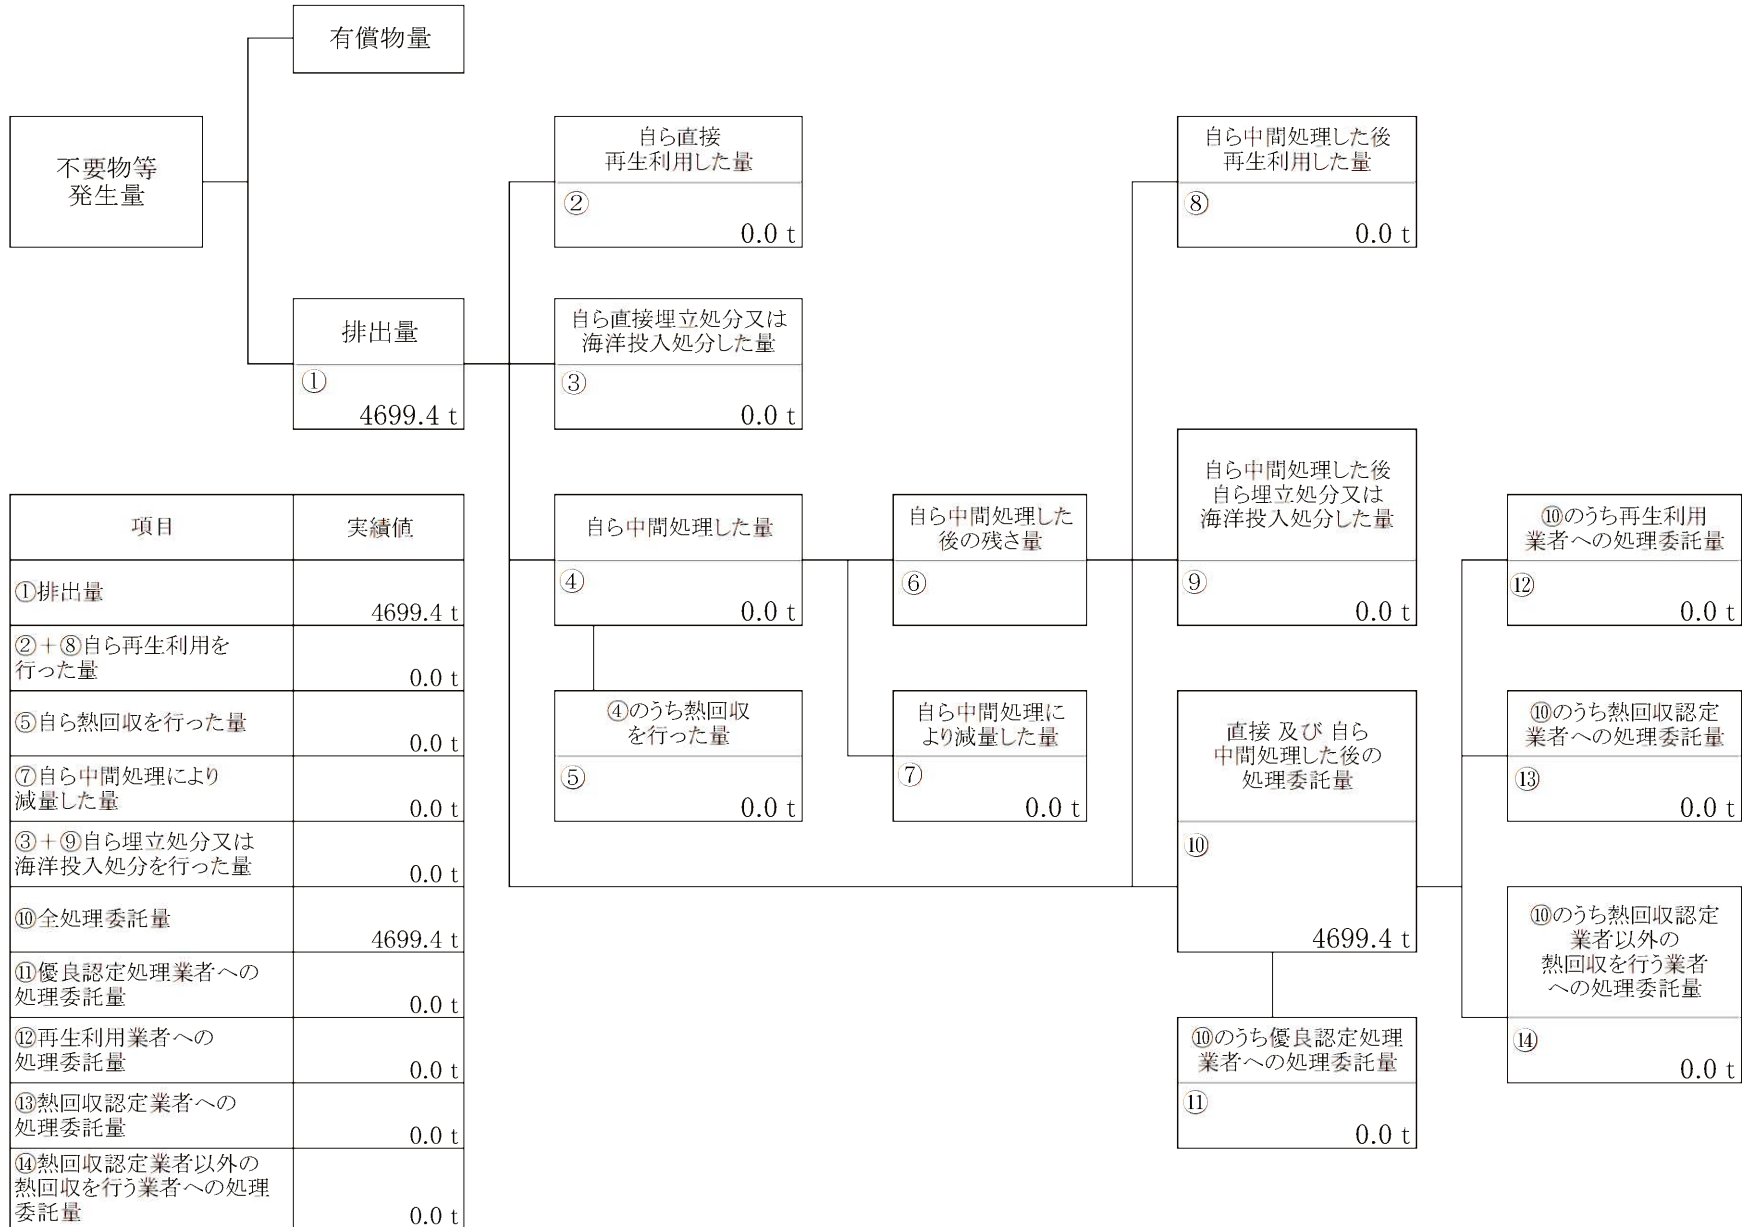 有償物量
不要物等
発生量
自ら直接
再生利用した量
②
0.0 t
自ら中間処理した後
再生利用した量
⑧
0.0 t
排出量
①
4699.4 t
自ら直接埋立処分又は
海洋投入処分した量
③
0.0 t
自ら中間処理した量
④
0.0 t
自ら中間処理した
後の残さ量
⑥
自ら中間処理した後
自ら埋立処分又は
海洋投入処分した量
⑨
0.0 t
⑩のうち再生利用
業者への処理委託量
⑫
0.0 t
④のうち熱回収
を行った量
⑤
0.0 t
自ら中間処理に
より減量した量
⑦
0.0 t
直接 及び 自ら
中間処理した後の
処理委託量
⑩
4699.4 t
⑩のうち熱回収認定
業者への処理委託量
⑬
0.0 t
⑩のうち熱回収認定
業者以外の
熱回収を行う業者
への処理委託量
⑭
0.0 t
⑩のうち優良認定処理
業者への処理委託量
⑪
0.0 t
項目 実績値
①排出量
4699.4 t
②+⑧自ら再生利用を
行った量
0.0 t
⑤自ら熱回収を行った量
0.0 t
⑦自ら中間処理により
減量した量
0.0 t
③+⑨自ら埋立処分又は
海洋投入処分を行った量
0.0 t
⑩全処理委託量
4699.4 t
⑪優良認定処理業者への
処理委託量
0.0 t
⑫再生利用業者への
処理委託量
0.0 t
⑬熱回収認定業者への
処理委託量
0.0 t
⑭熱回収認定業者以外の
熱回収を行う業者への処理
委託量
0.0 t